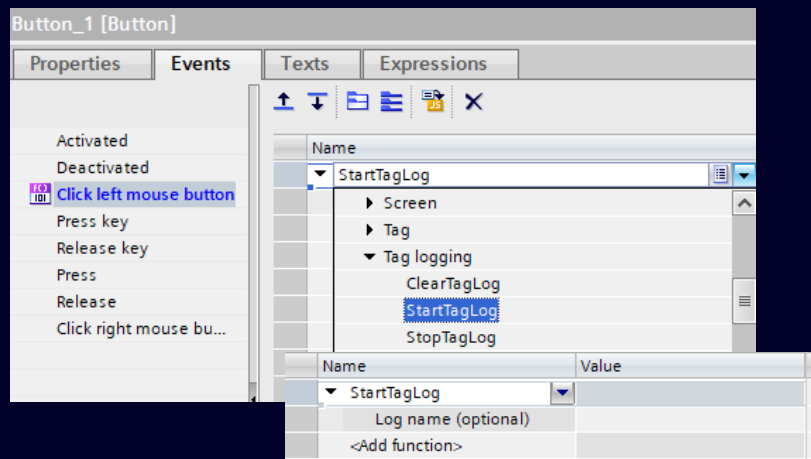 Button_1 [Button]
Properties
Events
Texts
Expressions
JS
Activated
Deactivated
Click left mouse button
Press key
Release key
Press
Release
Click right mouse bu...
Name
StartTagLog
Screen
Tag
Tag logging
ClearTagLog
StartTagLog
StopTagLog
Name Value
StartTagLog
Log name (optional)
<Add function>